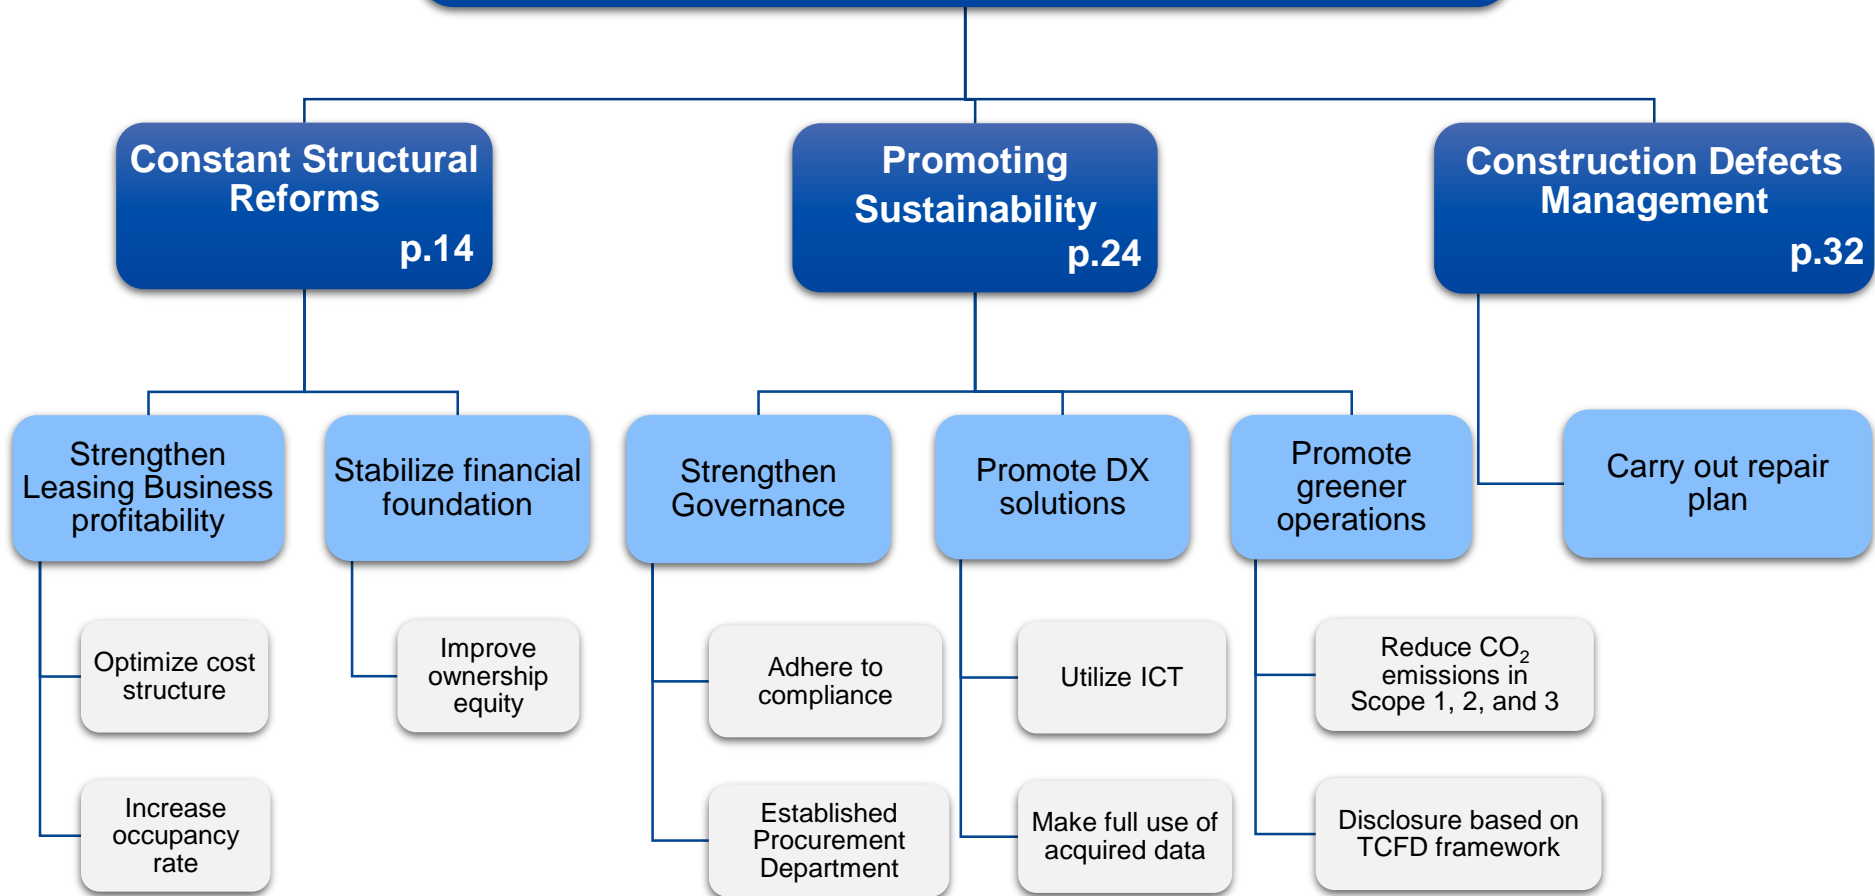 Constant Structural
Reforms
p.14
Promoting
Sustainability
p.24
Construction Defects
Management
p.32
Strengthen
Leasing Business
profitability
Stabilize financial
foundation
Strengthen
Governance
Promote DX
solutions
Promote
greener
operations
Carry out repair
plan
Optimize cost
structure
Improve
ownership
equity
Adhere to
compliance
Utilize ICT
Reduce CO₂
emissions in
Scope 1, 2, and 3
Increase
occupancy
rate
Established
Procurement
Department
Make full use of
acquired data
Disclosure based on
TCFD framework